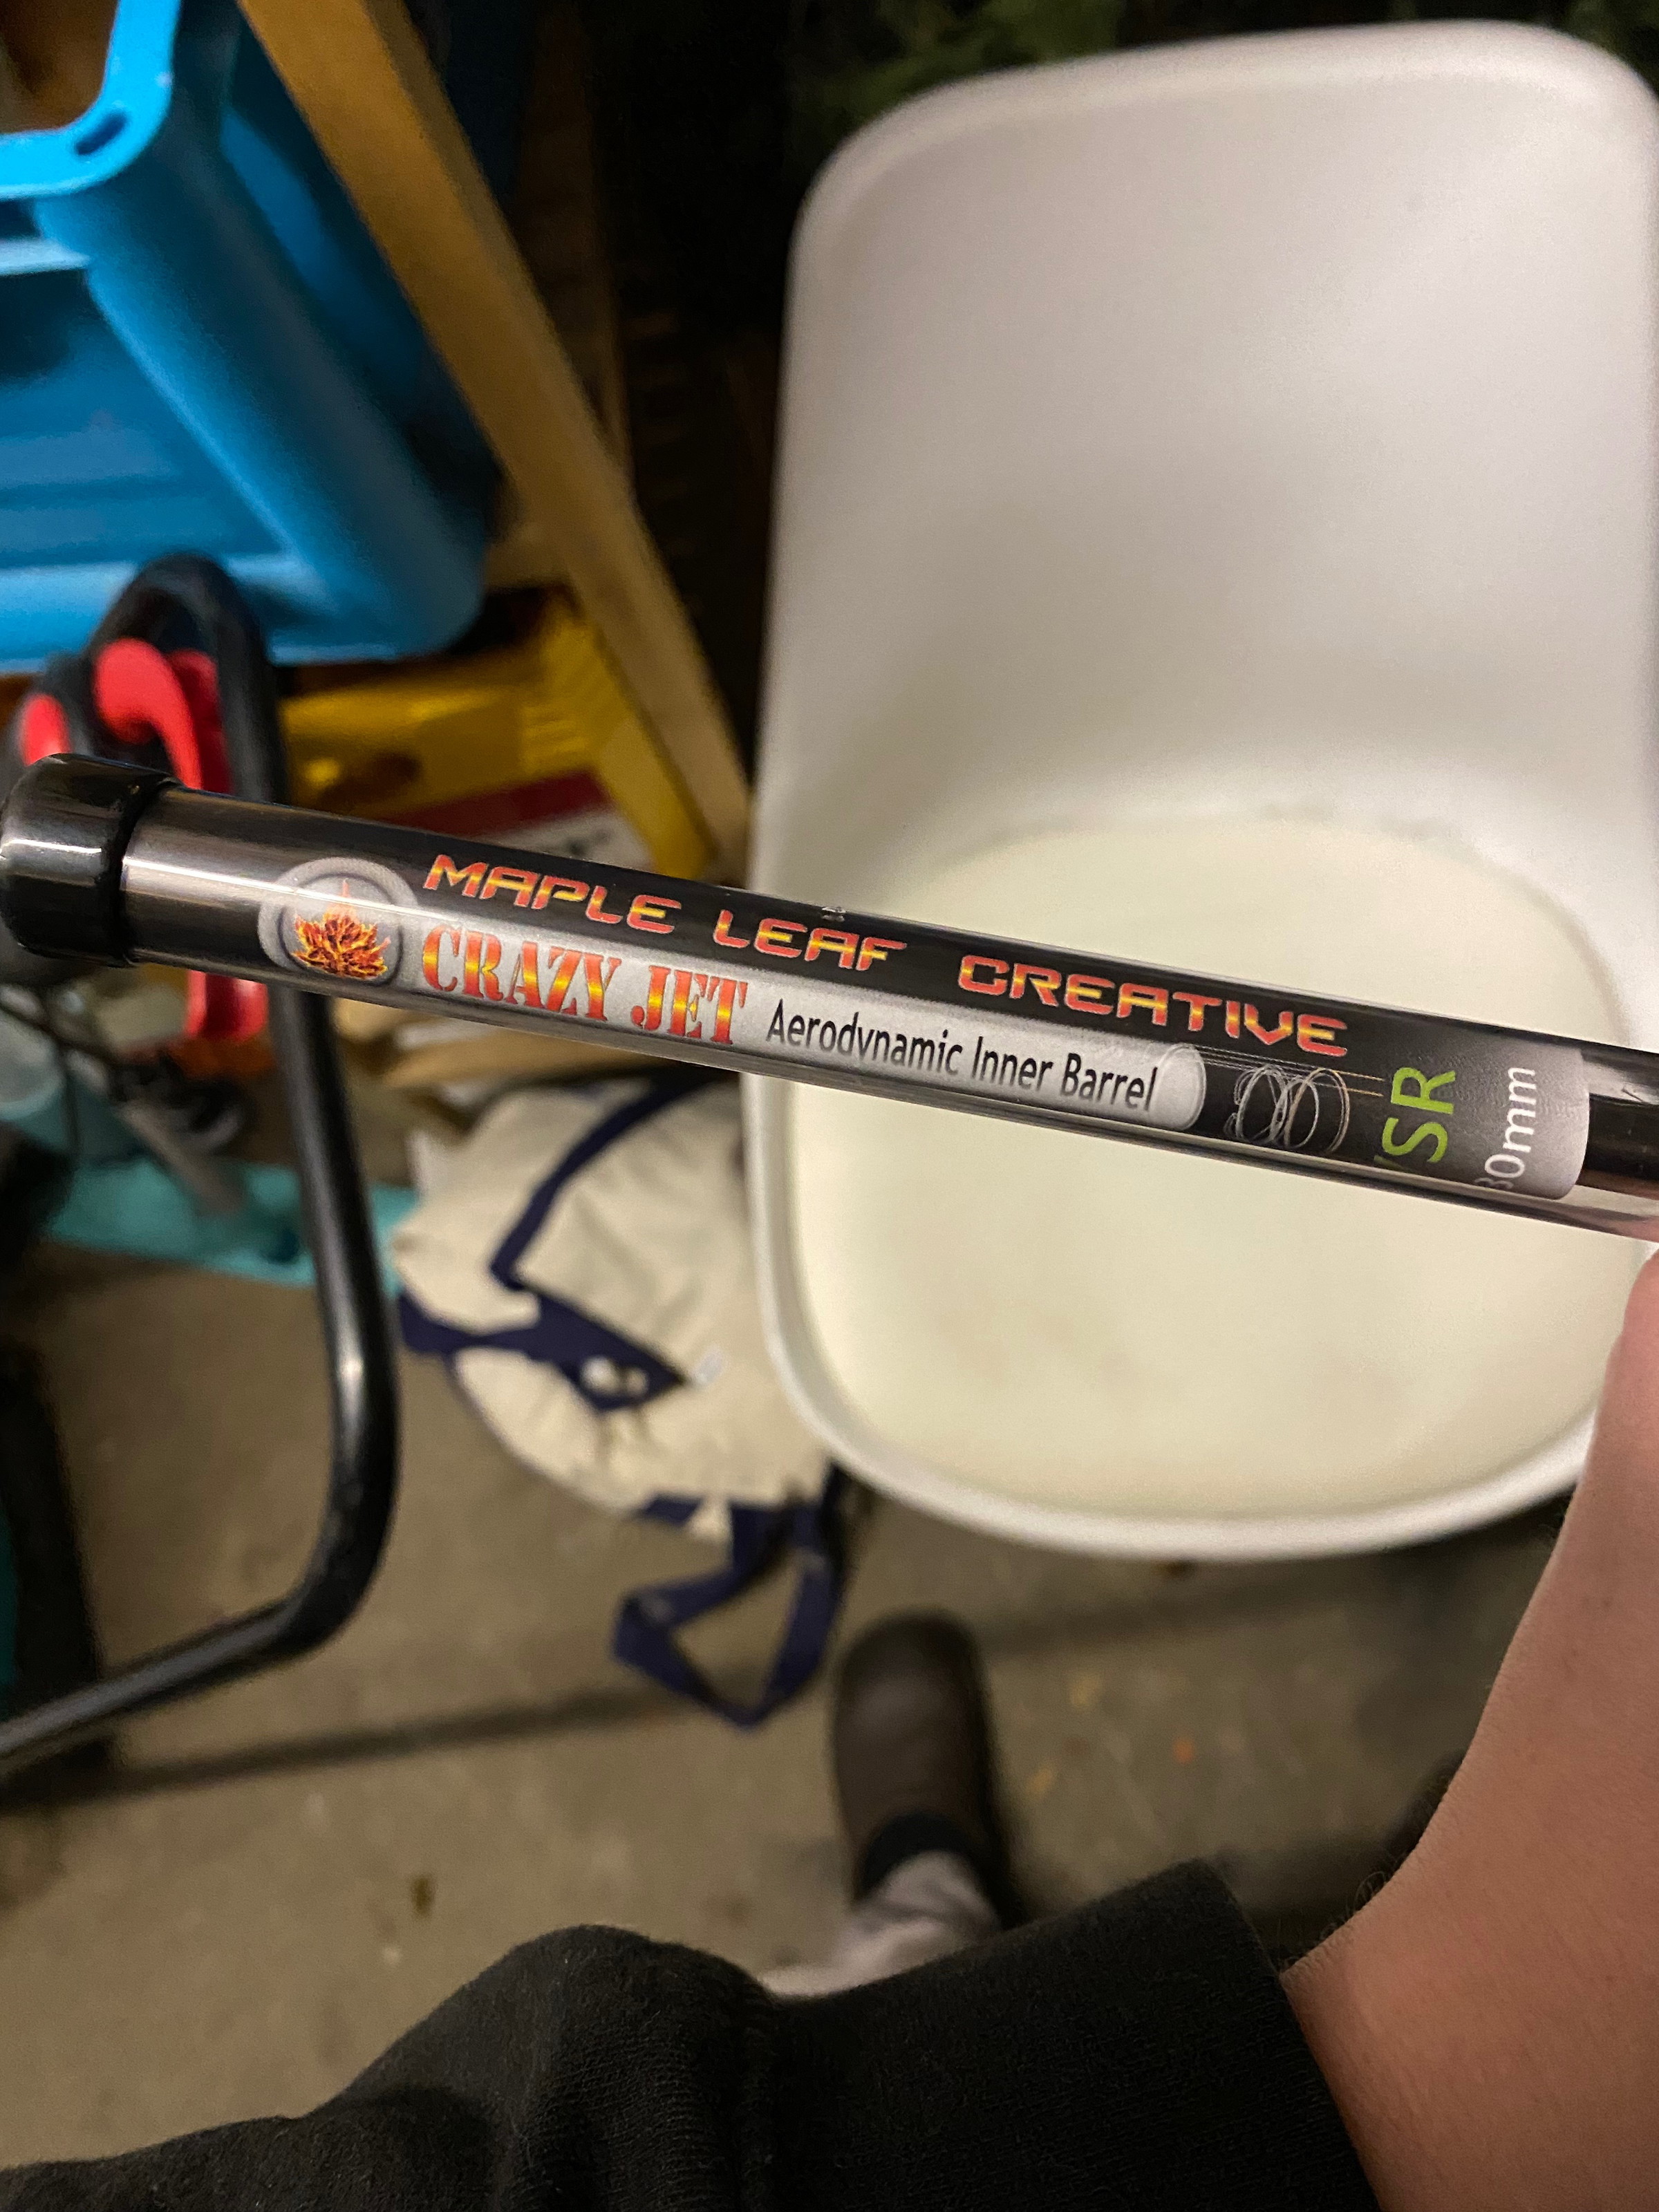 MAPLE LEAF CREATIVE
CRAZY JET Aerodynamic Inner Barrel